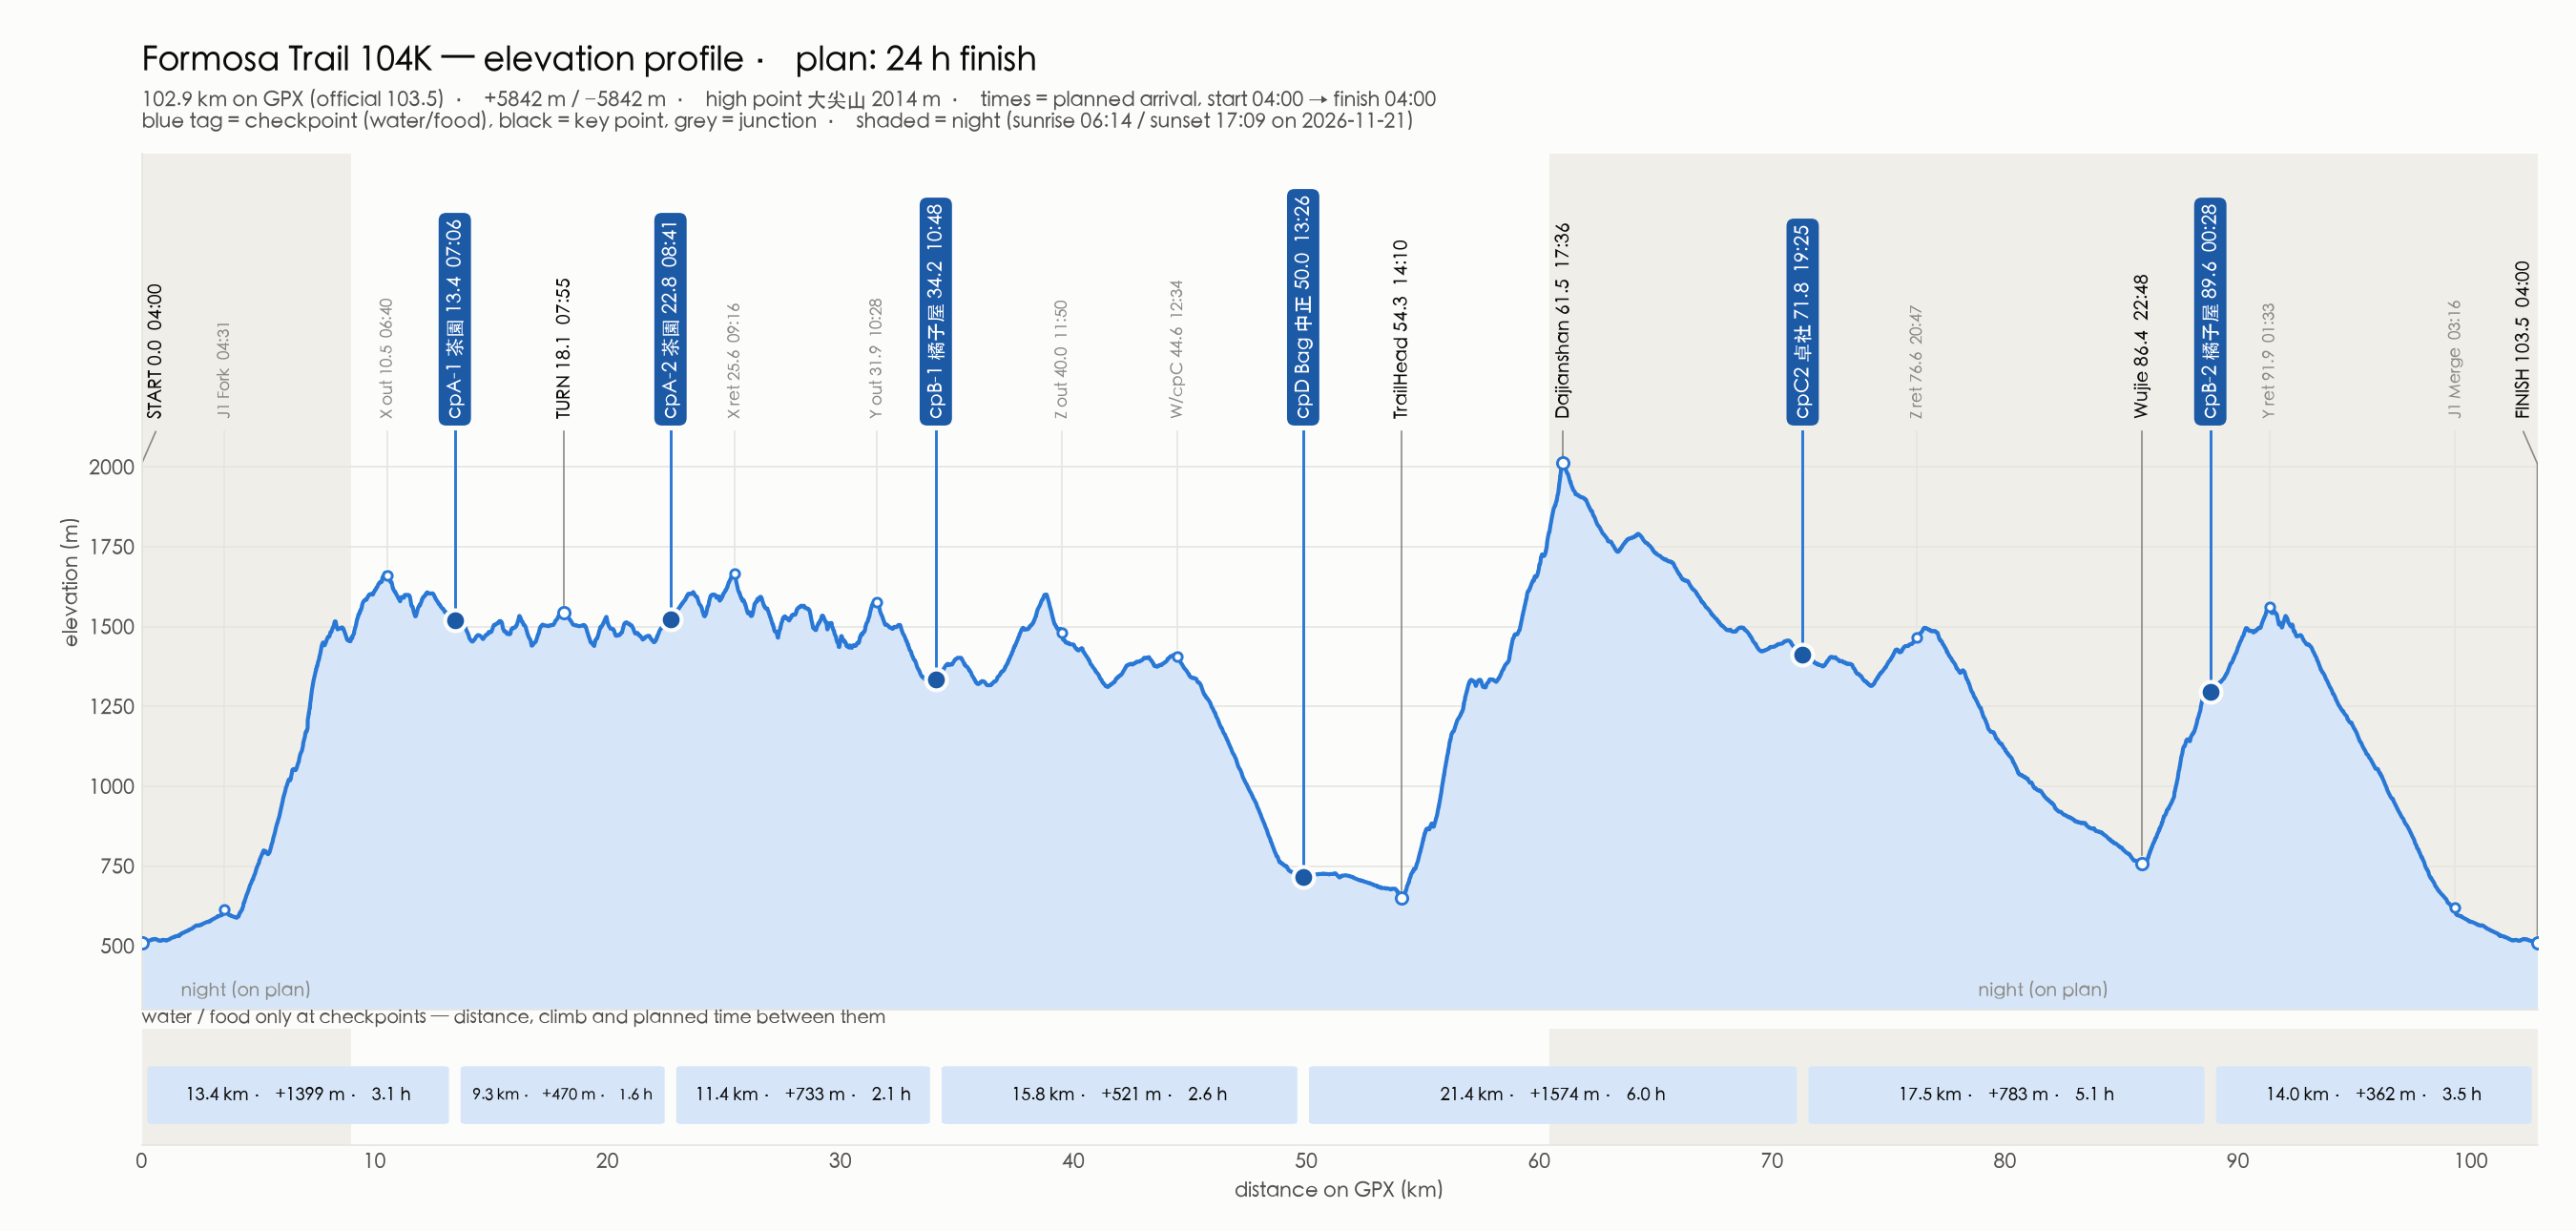 Formosa Trail 104K — elevation profile · plan: 24 h finish
102.9 km on GPX (official 103.5) · +5842 m / −5842 m · high point 大尖山 2014 m · times = planned arrival, start 04:00 → finish 04:00
blue tag = checkpoint (water/food), black = key point, grey = junction · shaded = night (sunrise 06:14 / sunset 17:09 on 2026-11-21)
START 0.0 04:00
J1 Fork 04:31
X out 10.5 06:40
cpA-1 茶園 13.4 07:06
TURN 18.1 07:55
cpA-2 茶園 22.8 08:41
X ret 25.6 09:16
Y out 31.9 10:28
cpB-1 橘子屋 34.2 10:48
Z out 40.0 11:50
W/cpC 44.6 12:34
cpD Bag 中正 50.0 13:26
TrailHead 54.3 14:10
Dajianshan 61.5 17:36
cpC2 卓社 71.8 19:25
Z ret 76.6 20:47
Wujie 86.4 22:48
cpB-2 橘子屋 89.6 00:28
Y ret 91.9 01:33
J1 Merge 03:16
FINISH 103.5 04:00
elevation (m)
2000
1750
1500
1250
1000
750
500
night (on plan)
night (on plan)
water / food only at checkpoints — distance, climb and planned time between them
13.4 km · +1399 m · 3.1 h
9.3 km · +470 m · 1.6 h
11.4 km · +733 m · 2.1 h
15.8 km · +521 m · 2.6 h
21.4 km · +1574 m · 6.0 h
17.5 km · +783 m · 5.1 h
14.0 km · +362 m · 3.5 h
0 10 20 30 40 50 60 70 80 90 100
distance on GPX (km)